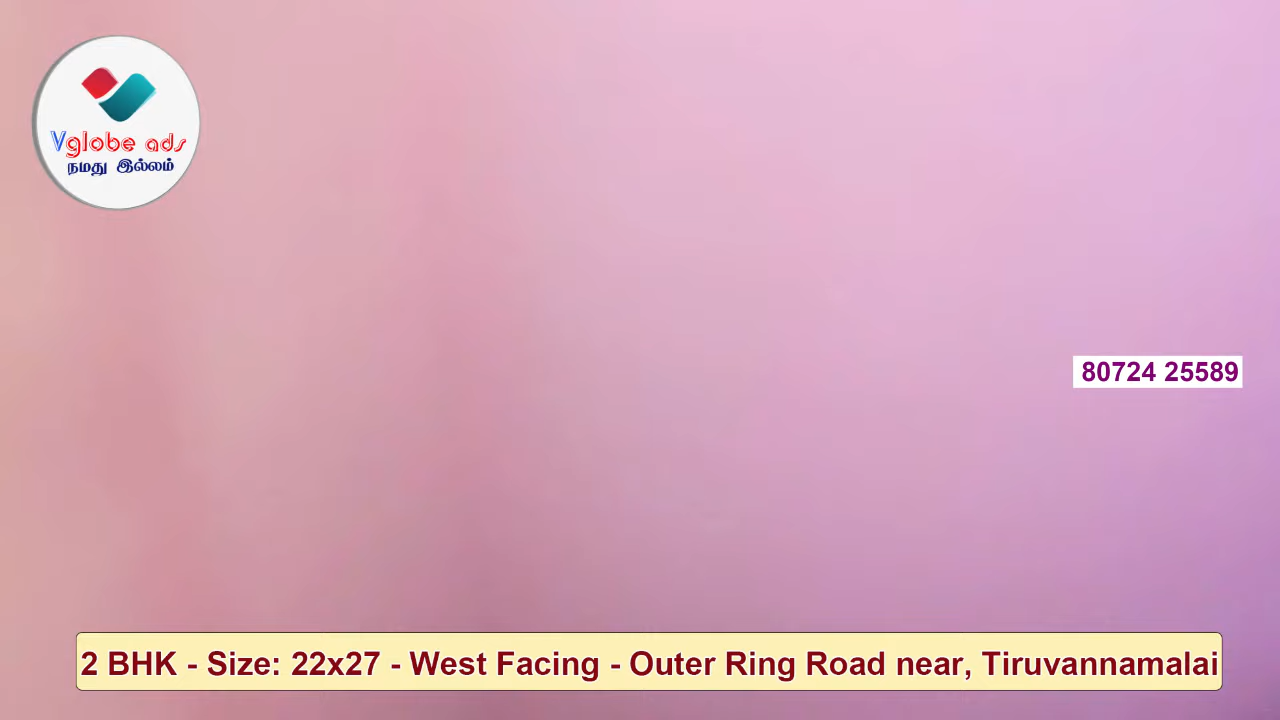 Vglobe ads
நமது இல்லம்
80724 25589
2 BHK - Size: 22x27 - West Facing - Outer Ring Road near, Tiruvannamalai